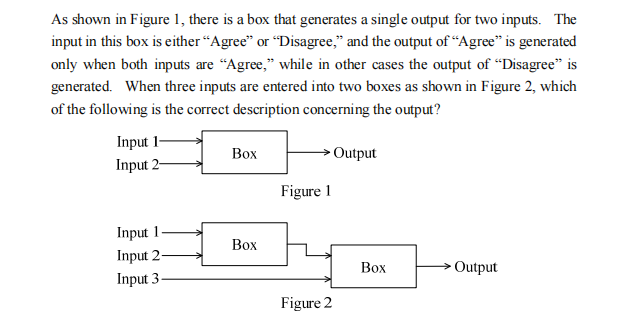 As shown in Figure 1, there is a box that generates a single output for two inputs. The
input in this box is either “Agree” or “Disagree,” and the output of “Agree” is generated
only when both inputs are “Agree,” while in other cases the output of “Disagree” is
generated. When three inputs are entered into two boxes as shown in Figure 2, which
of the following is the correct description concerning the output?
Input 1
Input 2
Box
Output
Figure 1
Input 1
Input 2
Input 3
Box
Box
Output
Figure 2